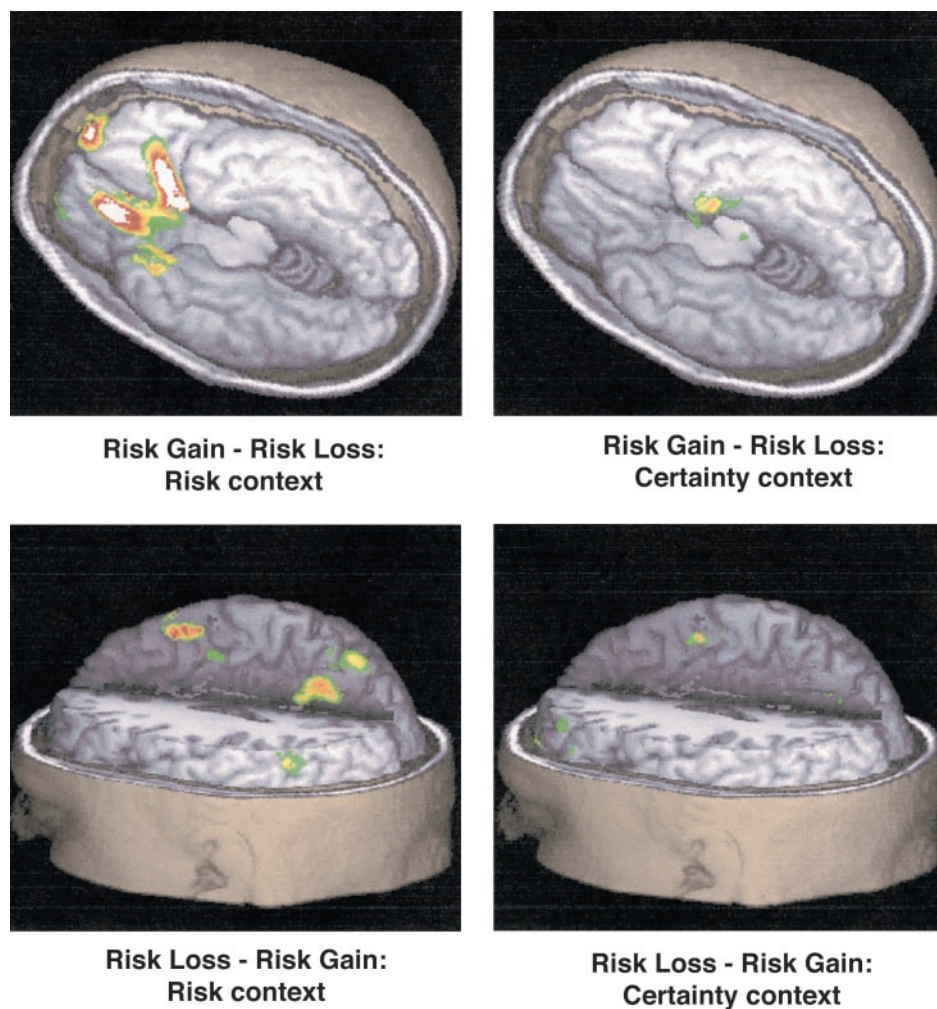 Risk Gain - Risk Loss:
Risk context
Risk Gain - Risk Loss:
Certainty context
Risk Loss - Risk Gain:
Risk context
Risk Loss - Risk Gain:
Certainty context